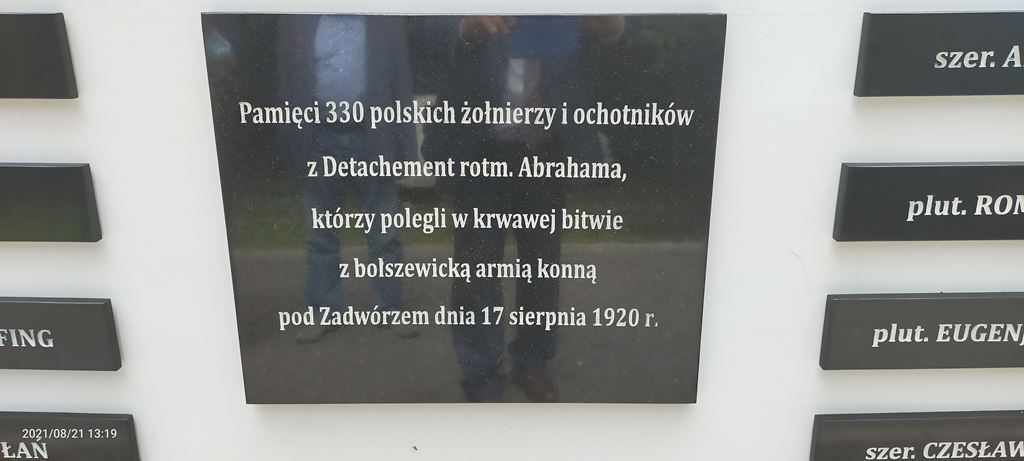 Pamięci 330 polskich żołnierzy i ochotników
z Detachement rotm. Abrahama,
którzy polegli w krwawej bitwie
z bolszewicką armią konną
pod Zadwórzem dnia 17 sierpnia 1920 r.
szer. A
plut. ROM
FING
plut. EUGEN
ŁAŃ
szer. CZESŁAW
2021/08/21 13:19